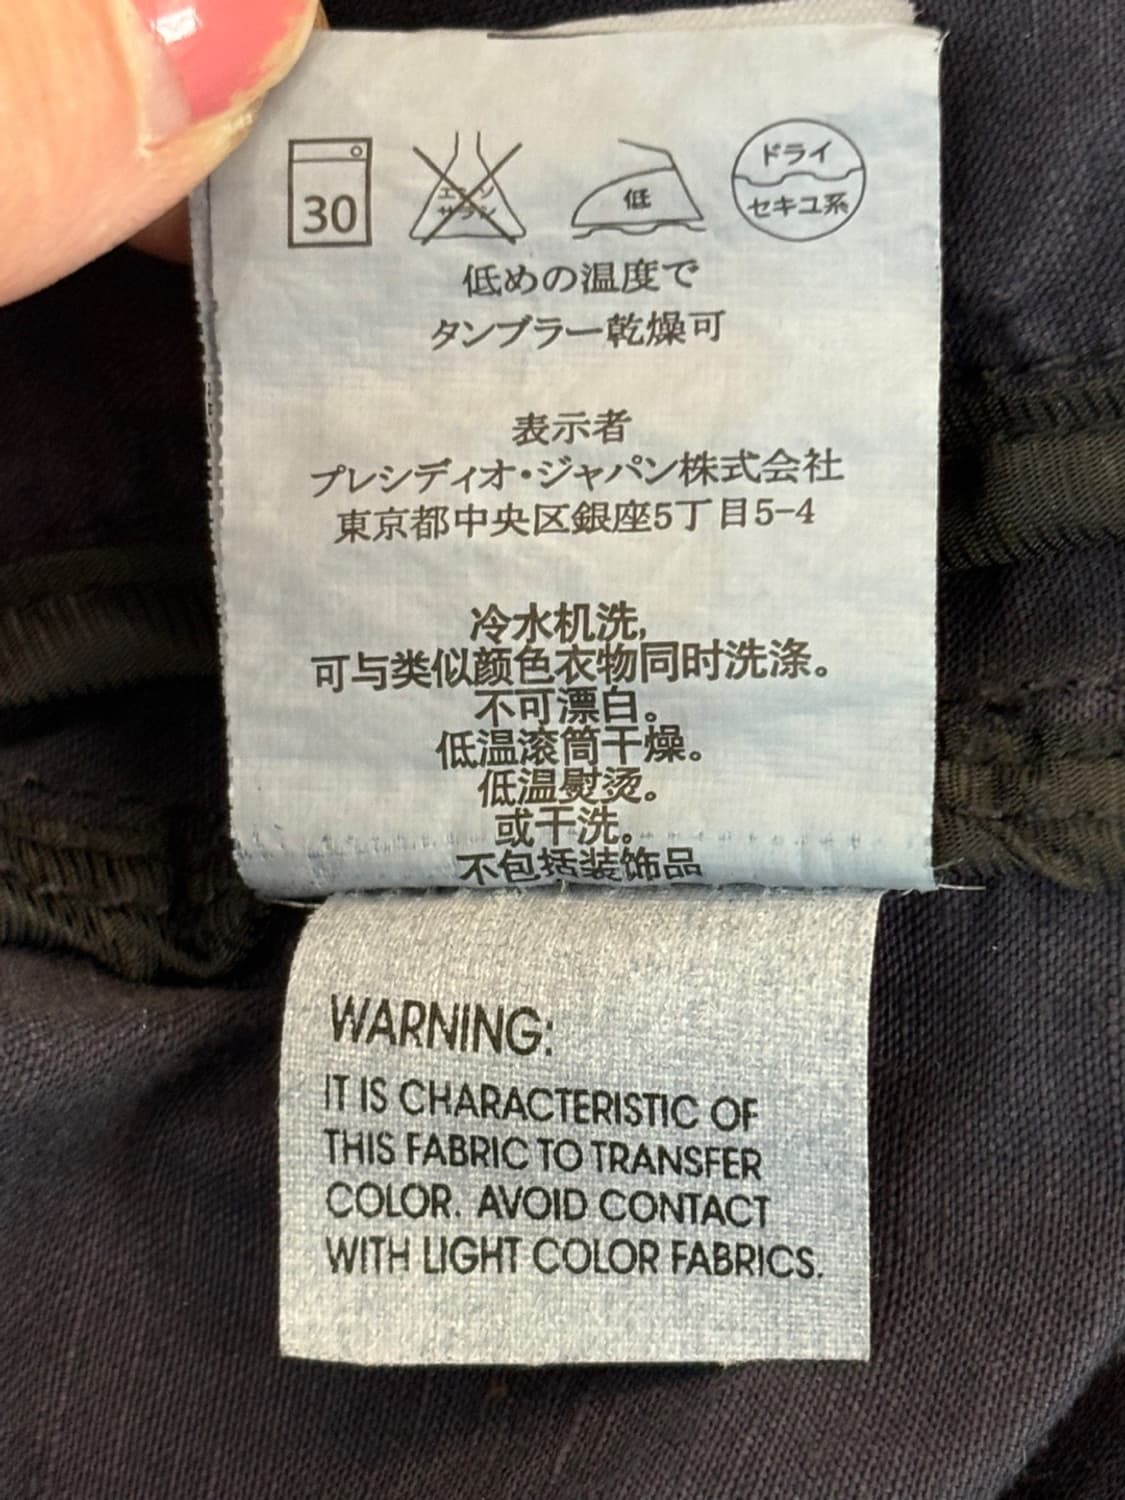 30
エンソ
サラシ
低
ドライ
セキユ系
低めの温度で
タンブラー乾燥可
表示者
プレシディオ・ジャパン株式会社
東京都中央区銀座5丁目5-4
冷水机洗,
可与类似颜色衣物同时洗涤。
不可漂白。
低温滚筒干燥。
低温熨烫。
或干洗。
不包括装饰品
WARNING:
IT IS CHARACTERISTIC OF
THIS FABRIC TO TRANSFER
COLOR. AVOID CONTACT
WITH LIGHT COLOR FABRICS.